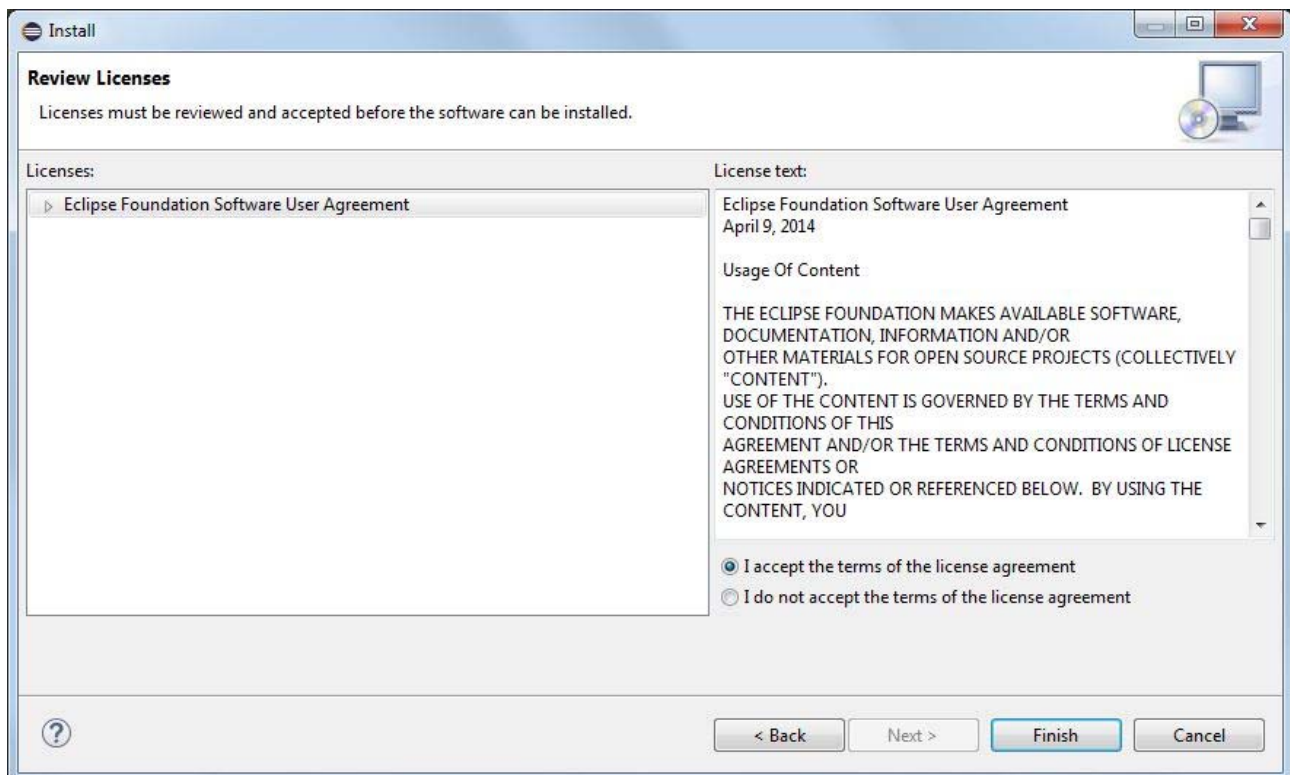 Install
Review Licenses
Licenses must be reviewed and accepted before the software can be installed.
Licenses:
Eclipse Foundation Software User Agreement
License text:
Eclipse Foundation Software User Agreement
April 9, 2014
Usage Of Content
THE ECLIPSE FOUNDATION MAKES AVAILABLE SOFTWARE,
DOCUMENTATION, INFORMATION AND/OR
OTHER MATERIALS FOR OPEN SOURCE PROJECTS (COLLECTIVELY
"CONTENT").
USE OF THE CONTENT IS GOVERNED BY THE TERMS AND
CONDITIONS OF THIS
AGREEMENT AND/OR THE TERMS AND CONDITIONS OF LICENSE
AGREEMENTS OR
NOTICES INDICATED OR REFERENCED BELOW.  BY USING THE
CONTENT, YOU
I accept the terms of the license agreement
I do not accept the terms of the license agreement
?
< Back
Next >
Finish
Cancel